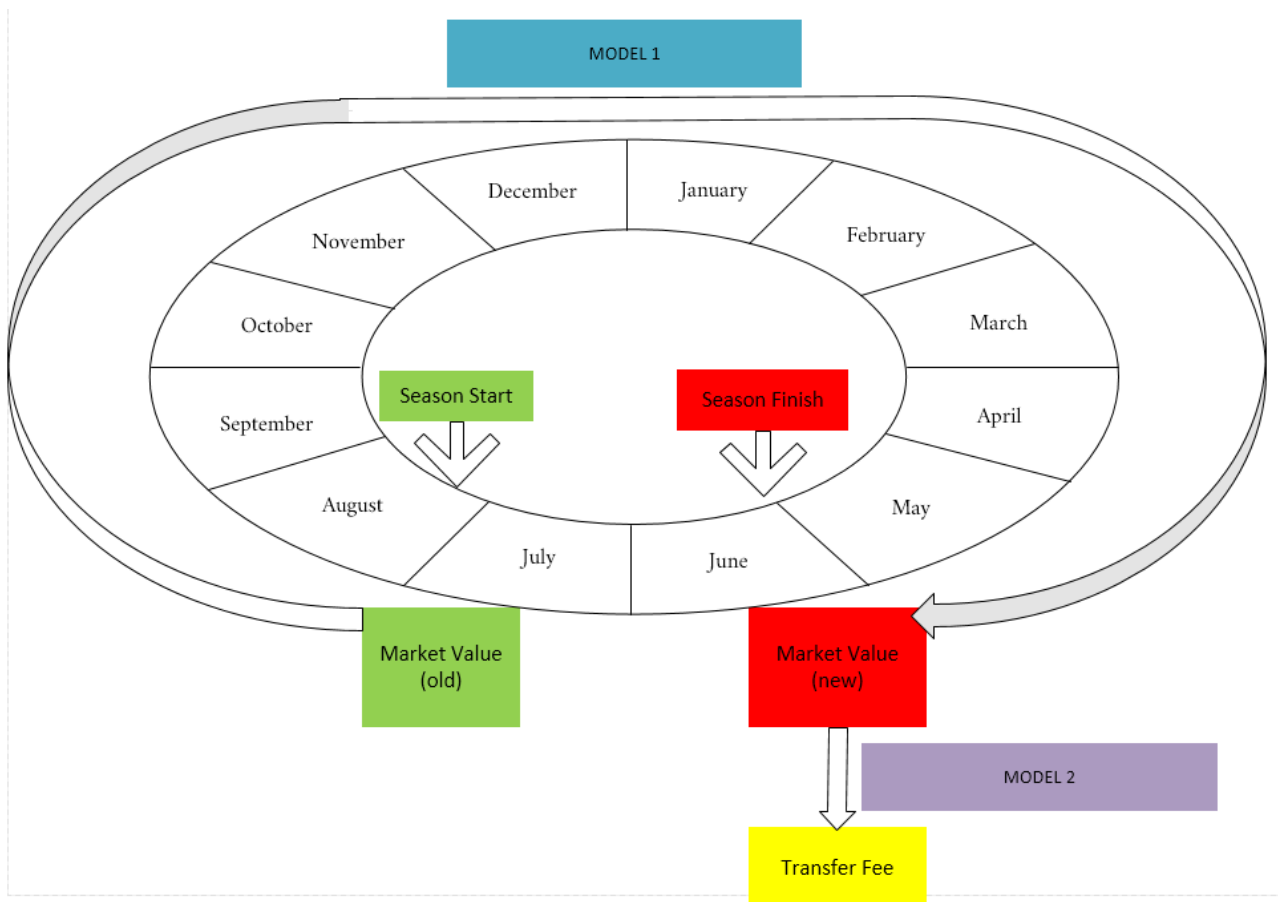 MODEL 1
December
January
November
February
October
March
Season Start
Season Finish
September
April
August
May
July
June
Market Value
(old)
Market Value
(new)
MODEL 2
Transfer Fee